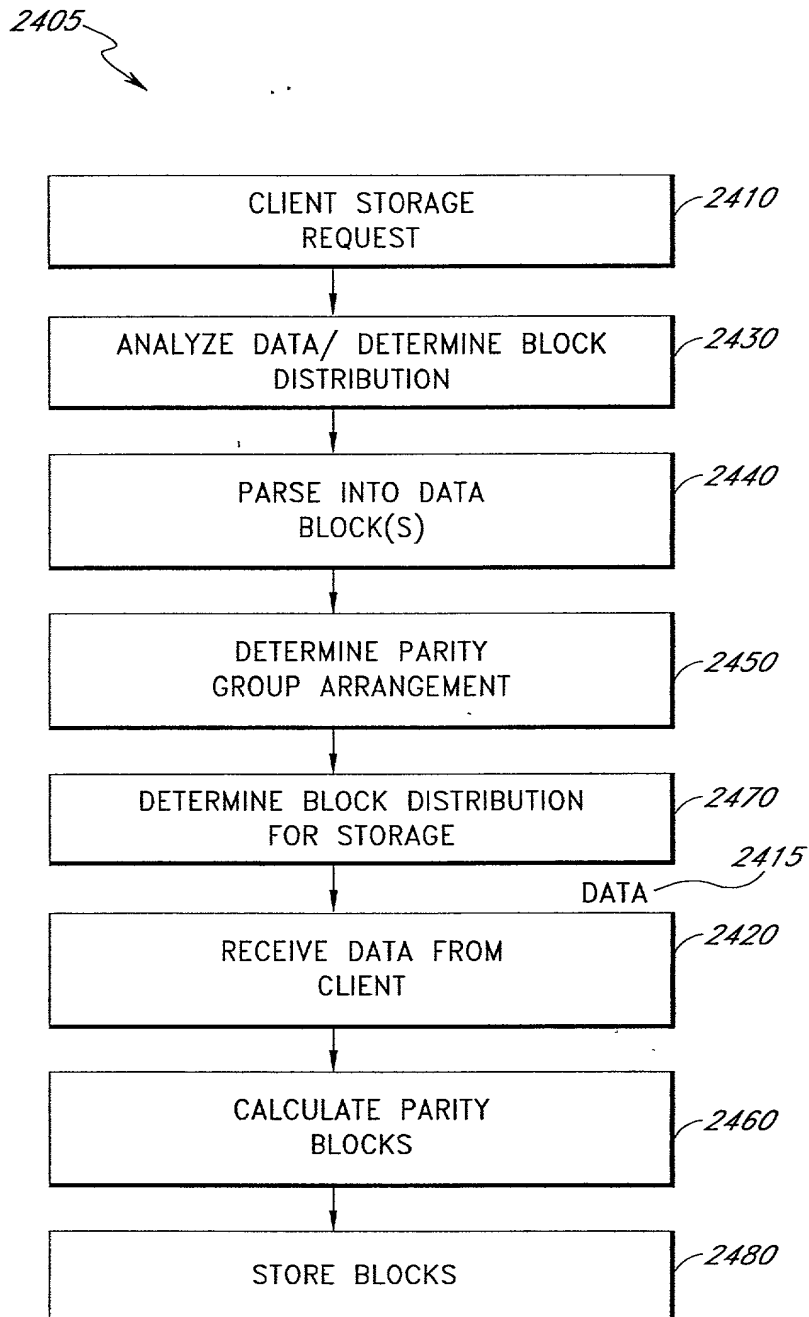 2405
CLIENT STORAGE
REQUEST
2410
ANALYZE DATA/ DETERMINE BLOCK
DISTRIBUTION
2430
PARSE INTO DATA
BLOCK(S)
2440
DETERMINE PARITY
GROUP ARRANGEMENT
2450
DETERMINE BLOCK DISTRIBUTION
FOR STORAGE
2470
DATA
2415
RECEIVE DATA FROM
CLIENT
2420
CALCULATE PARITY
BLOCKS
2460
STORE BLOCKS
2480